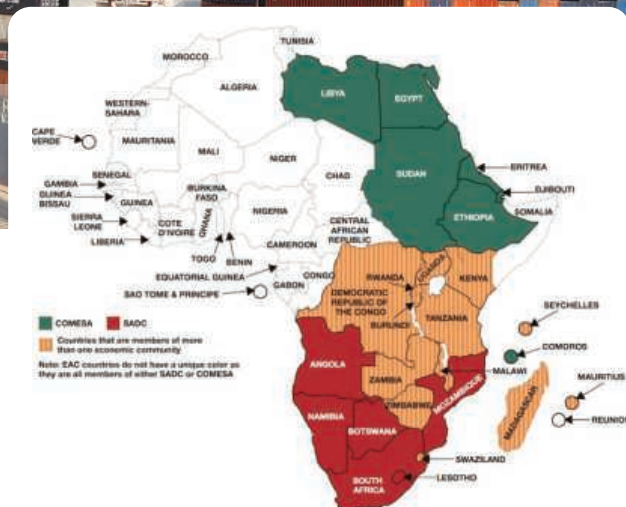 TUNISIA
MOROCCO
ALGERIA
LIBYA
EGYPT
WESTERN-
SAHARA
CAPE
VERDE
MAURITANIA
MALI
NIGER
CHAD
SUDAN
ERITREA
DJIBOUTI
SENEGAL
GAMBIA
GUINEA
BISSAU
GUINEA
BURKINA
FASO
NIGERIA
ETHIOPIA
SOMALIA
SIERRA
LEONE
LIBERIA
COTE
D'IVOIRE
GHANA
TOGO
BENIN
CENTRAL
AFRICAN
REPUBLIC
CAMEROON
EQUATORIAL GUINEA
SAO TOME & PRINCIPE
GABON
CONGO
RWANDA
UGANDA
KENYA
DEMOCRATIC
REPUBLIC OF
THE CONGO
BURUNDI
TANZANIA
SEYCHELLES
COMOROS
COMESA
SADC
Countries that are members of more
than one economic community
Note: EAC countries do not have a unique color as
they are all members of either SADC or COMESA
ANGOLA
ZAMBIA
MALAWI
MOZAMBIQUE
ZIMBABWE
MADAGASCAR
MAURITIUS
REUNION
NAMIBIA
BOTSWANA
SWAZILAND
SOUTH
AFRICA
LESOTHO